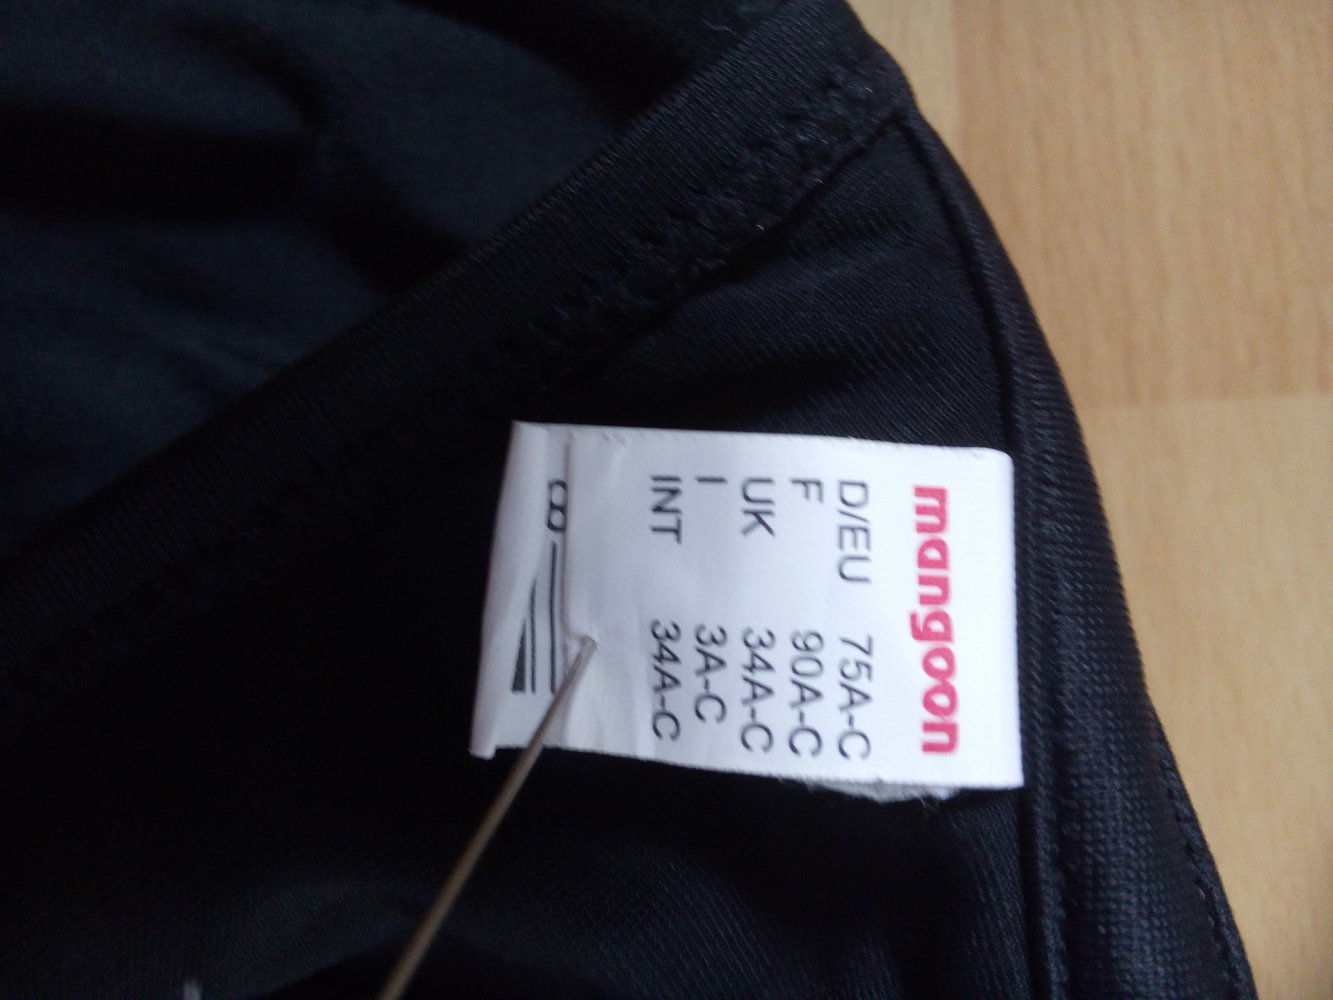 mangoon
D/EU 75A-C
F 90A-C
UK 34A-C
I 3A-C
INT 34A-C